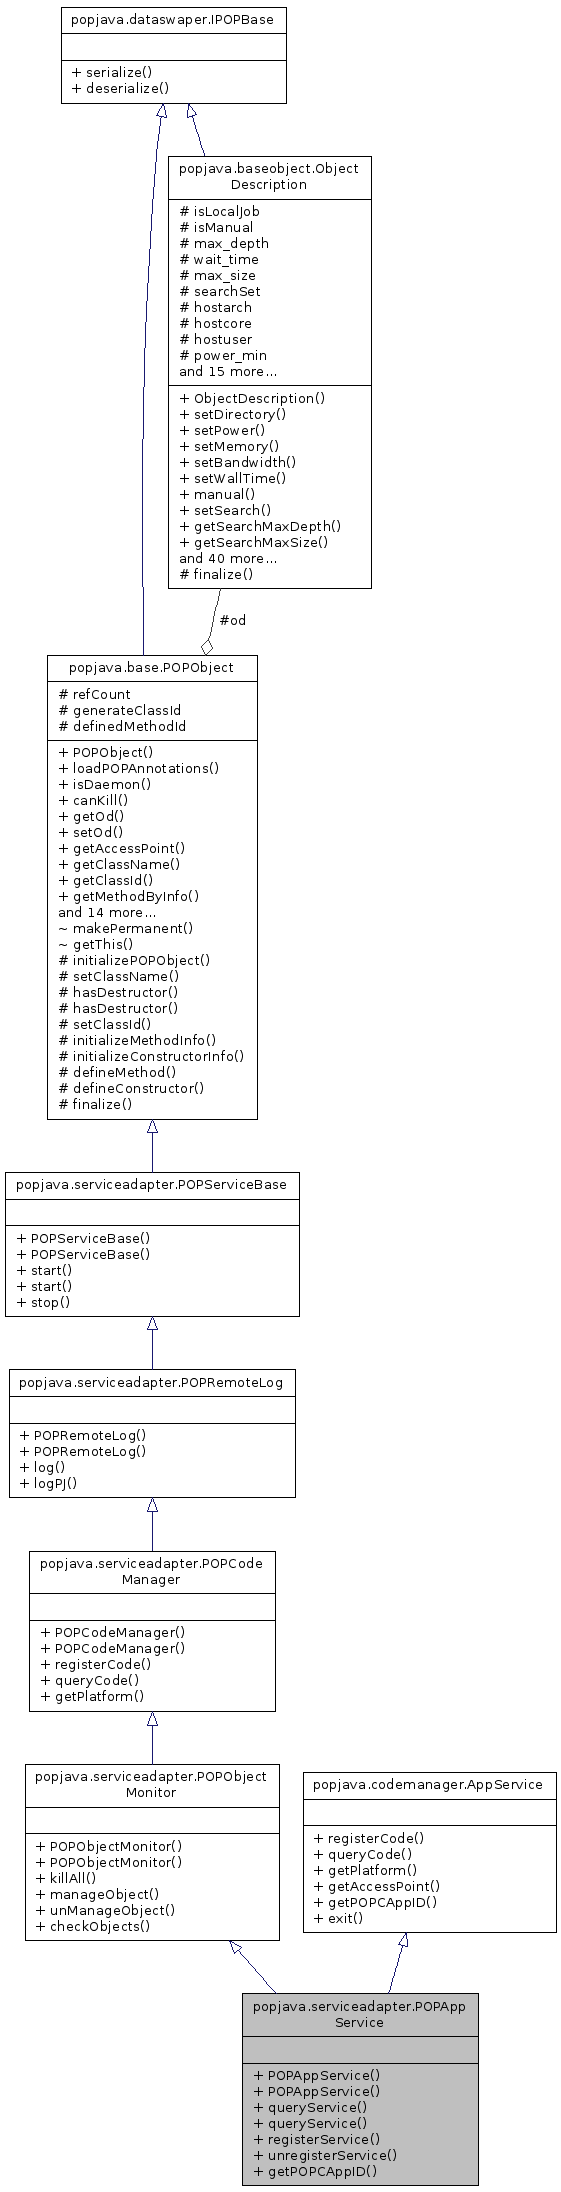 popjava.dataswaper.IPOPBase
+ serialize()
+ deserialize()
popjava.baseobject.Object
Description
# isLocalJob
# isManual
# max_depth
# wait_time
# max_size
# searchSet
# hostarch
# hostcore
# hostuser
# power_min
and 15 more...
+ ObjectDescription()
+ setDirectory()
+ setPower()
+ setMemory()
+ setBandwidth()
+ setWallTime()
+ manual()
+ setSearch()
+ getSearchMaxDepth()
+ getSearchMaxSize()
and 40 more...
# finalize()
#od
popjava.base.POPObject
# refCount
# generateClassId
# definedMethodId
+ POPObject()
+ loadPOPAnnotations()
+ isDaemon()
+ canKill()
+ getOd()
+ setOd()
+ getAccessPoint()
+ getClassName()
+ getClassId()
+ getMethodByInfo()
and 14 more...
~ makePermanent()
~ getThis()
# initializePOPObject()
# setClassName()
# hasDestructor()
# hasDestructor()
# setClassId()
# initializeMethodInfo()
# initializeConstructorInfo()
# defineMethod()
# defineConstructor()
# finalize()
popjava.serviceadapter.POPServiceBase
+ POPServiceBase()
+ POPServiceBase()
+ start()
+ start()
+ stop()
popjava.serviceadapter.POPRemoteLog
+ POPRemoteLog()
+ POPRemoteLog()
+ log()
+ logPJ()
popjava.serviceadapter.POPCode
Manager
+ POPCodeManager()
+ POPCodeManager()
+ registerCode()
+ queryCode()
+ getPlatform()
popjava.serviceadapter.POPObject
Monitor
+ POPObjectMonitor()
+ POPObjectMonitor()
+ killAll()
+ manageObject()
+ unManageObject()
+ checkObjects()
popjava.codemanager.AppService
+ registerCode()
+ queryCode()
+ getPlatform()
+ getAccessPoint()
+ getPOPCAppID()
+ exit()
popjava.serviceadapter.POPApp
Service
+ POPAppService()
+ POPAppService()
+ queryService()
+ queryService()
+ registerService()
+ unregisterService()
+ getPOPCAppID()